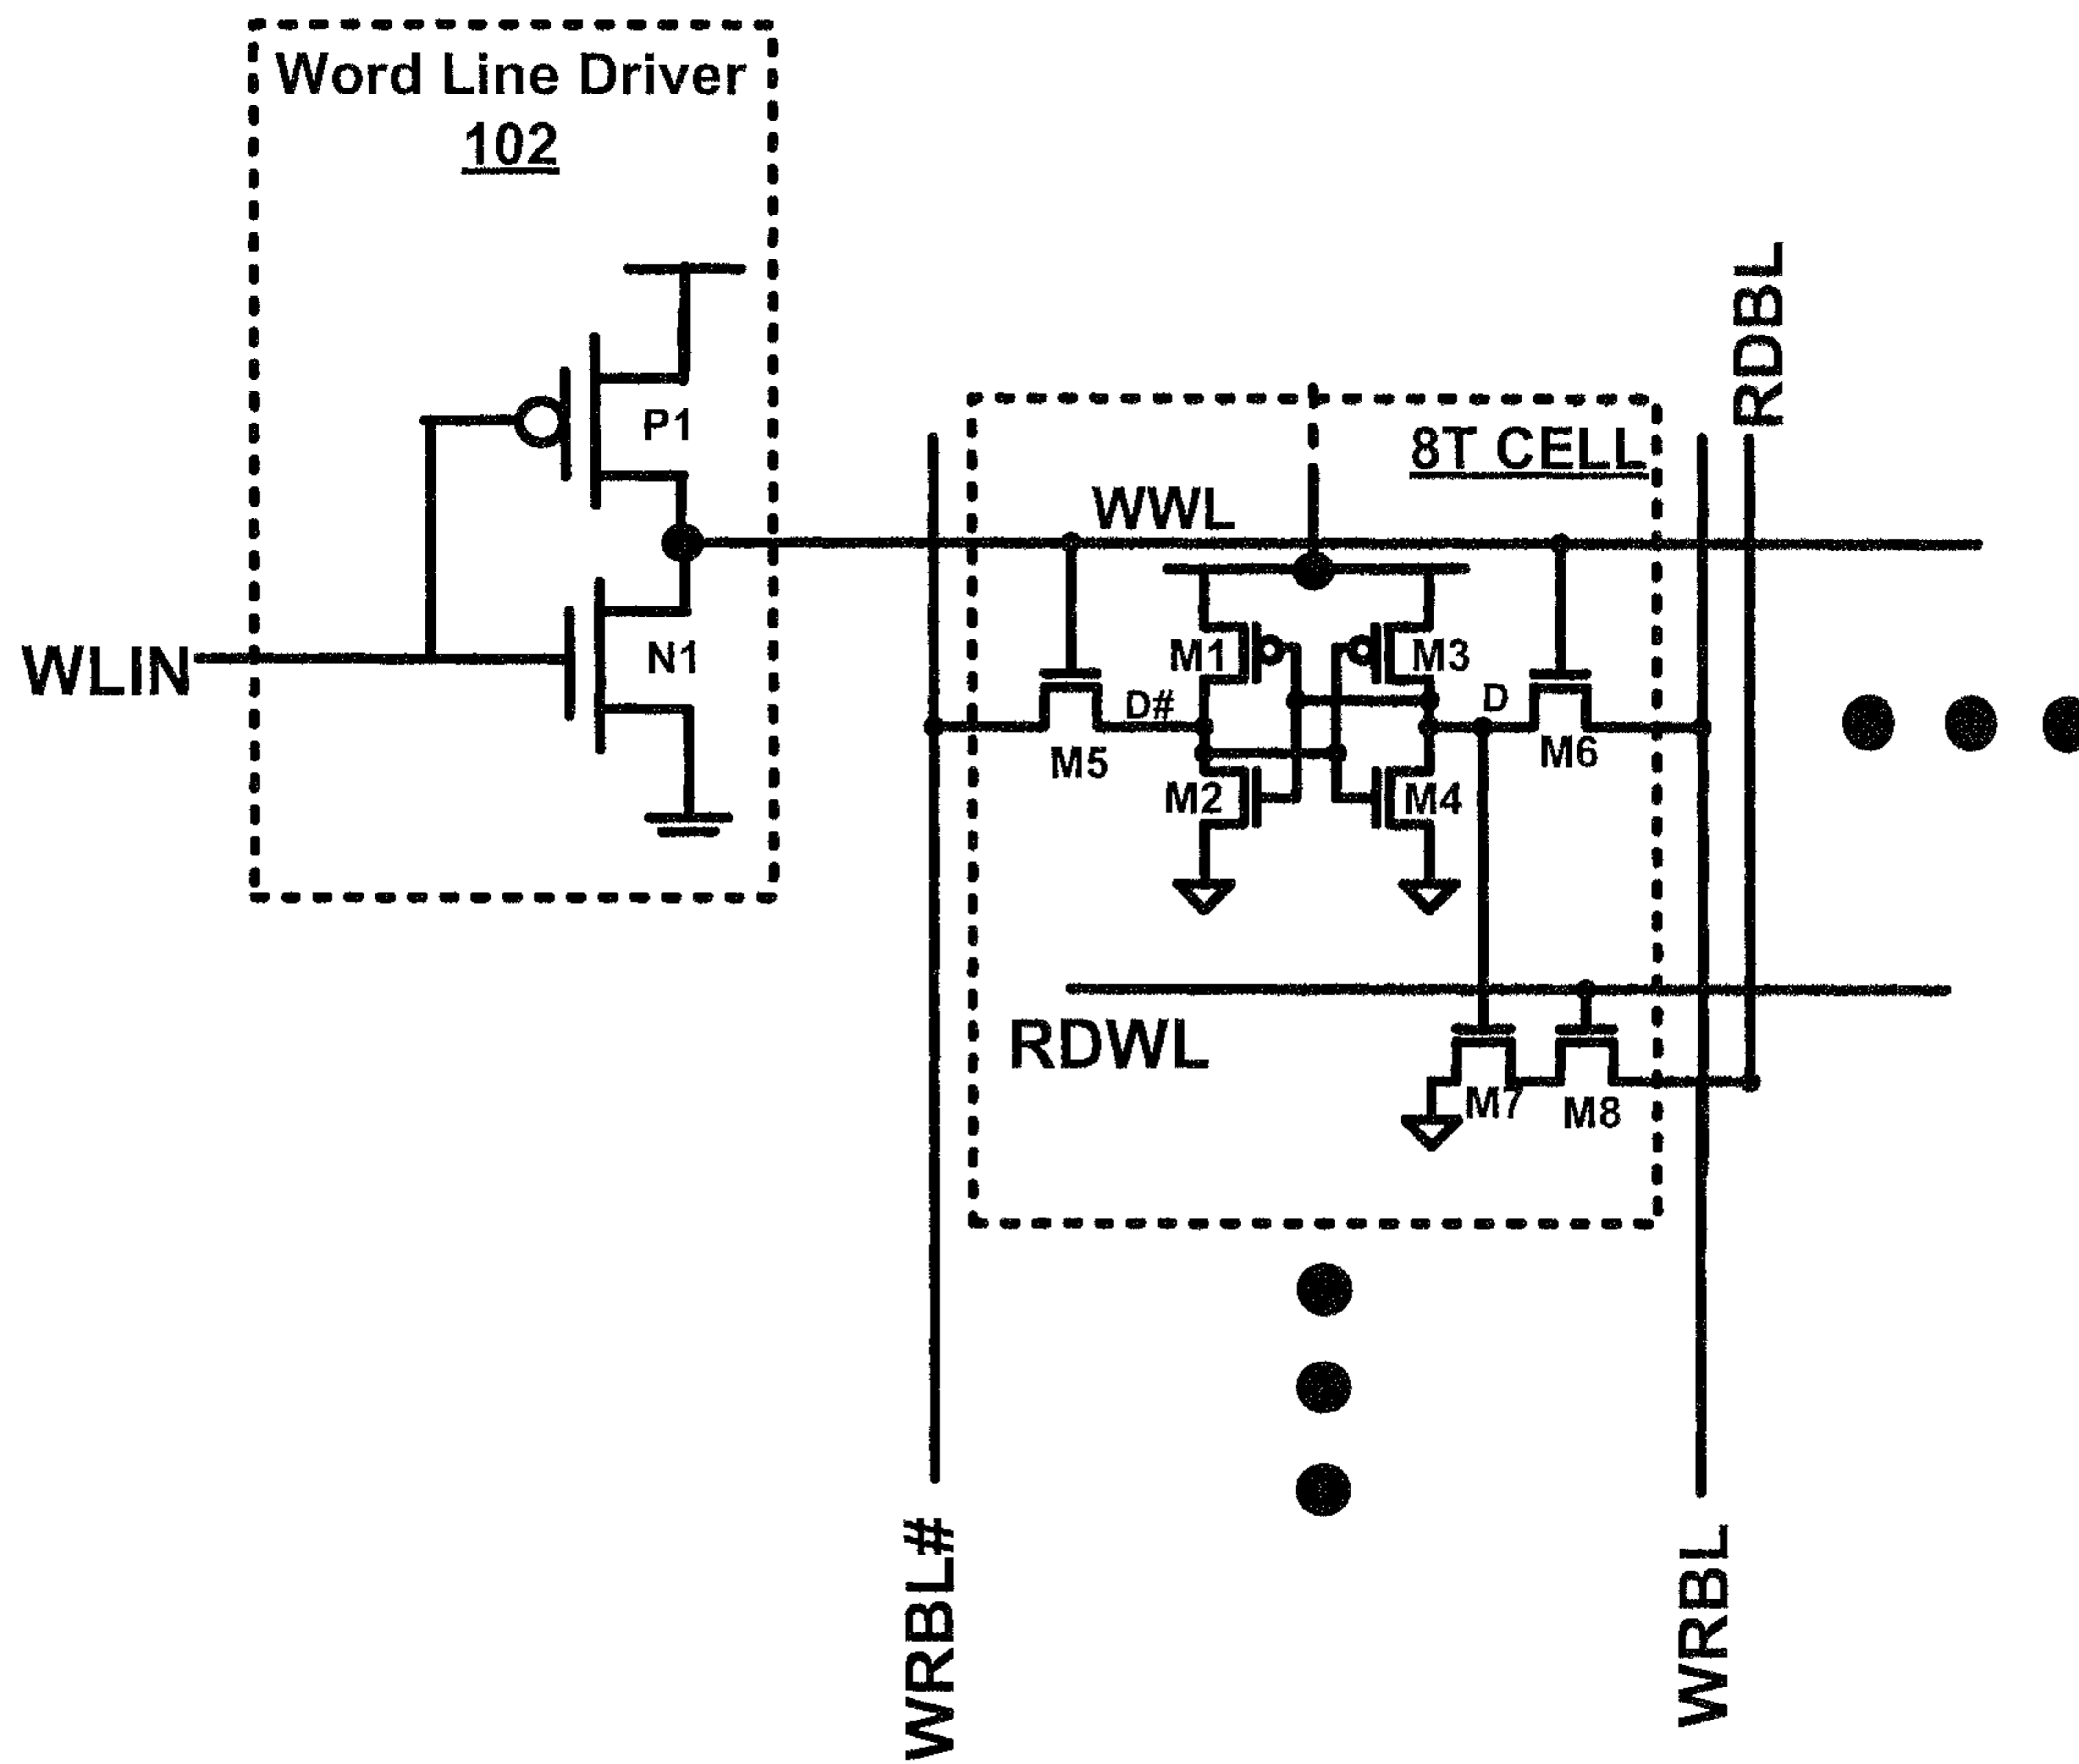 Word Line Driver
102
P1
N1
WLIN
RDBL
8T CELL
WWL
M1
M3
D#
D
M5
M6
M2
M4
RDWL
M7
M8
WRBL#
WRBL